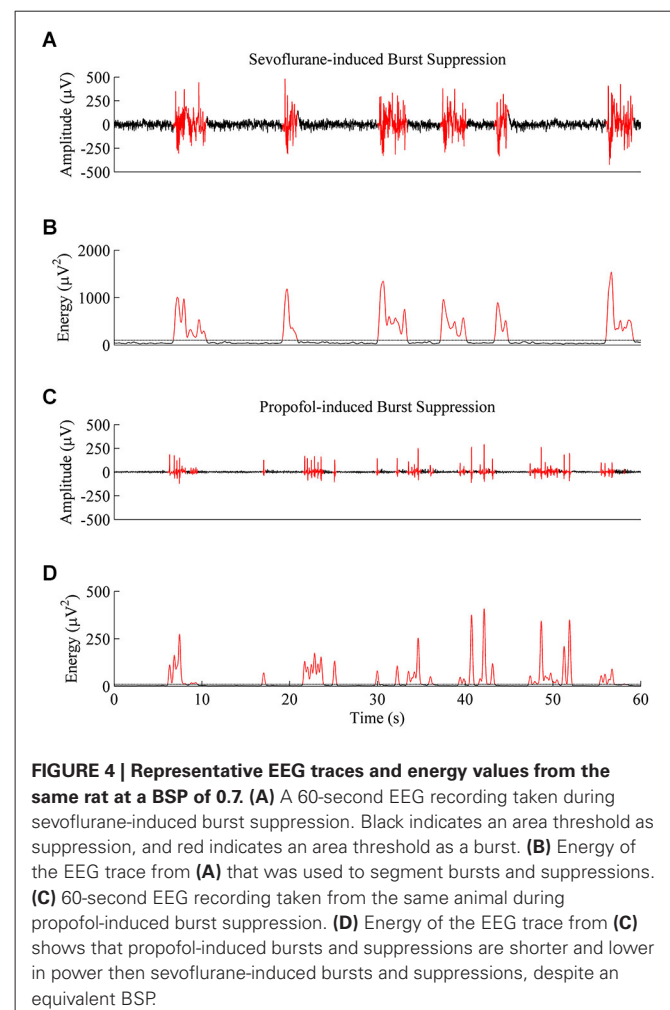 A
Sevoflurane-induced Burst Suppression
Amplitude (µV)
500
250
0
-250
-500
B
Energy (µV²)
2000
1000
0
C
Propofol-induced Burst Suppression
Amplitude (µV)
500
250
0
-250
-500
D
Energy (µV²)
500
250
0
0 10 20 30 40 50 60
Time (s)
FIGURE 4 | Representative EEG traces and energy values from the
same rat at a BSP of 0.7. (A) A 60-second EEG recording taken during
sevoflurane-induced burst suppression. Black indicates an area threshold as
suppression, and red indicates an area threshold as a burst. (B) Energy of
the EEG trace from (A) that was used to segment bursts and suppressions.
(C) 60-second EEG recording taken from the same animal during
propofol-induced burst suppression. (D) Energy of the EEG trace from (C)
shows that propofol-induced bursts and suppressions are shorter and lower
in power then sevoflurane-induced bursts and suppressions, despite an
equivalent BSP.